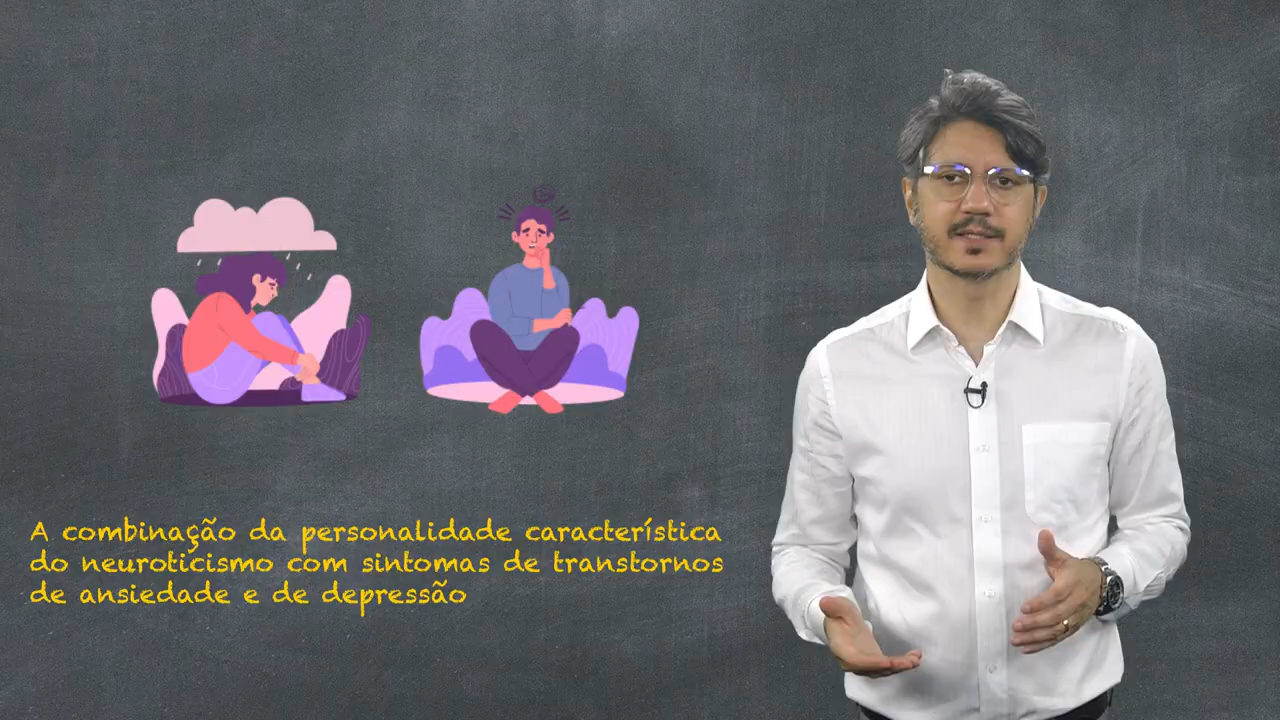 A combinação da personalidade característica
do neuroticismo com sintomas de transtornos
de ansiedade e de depressão